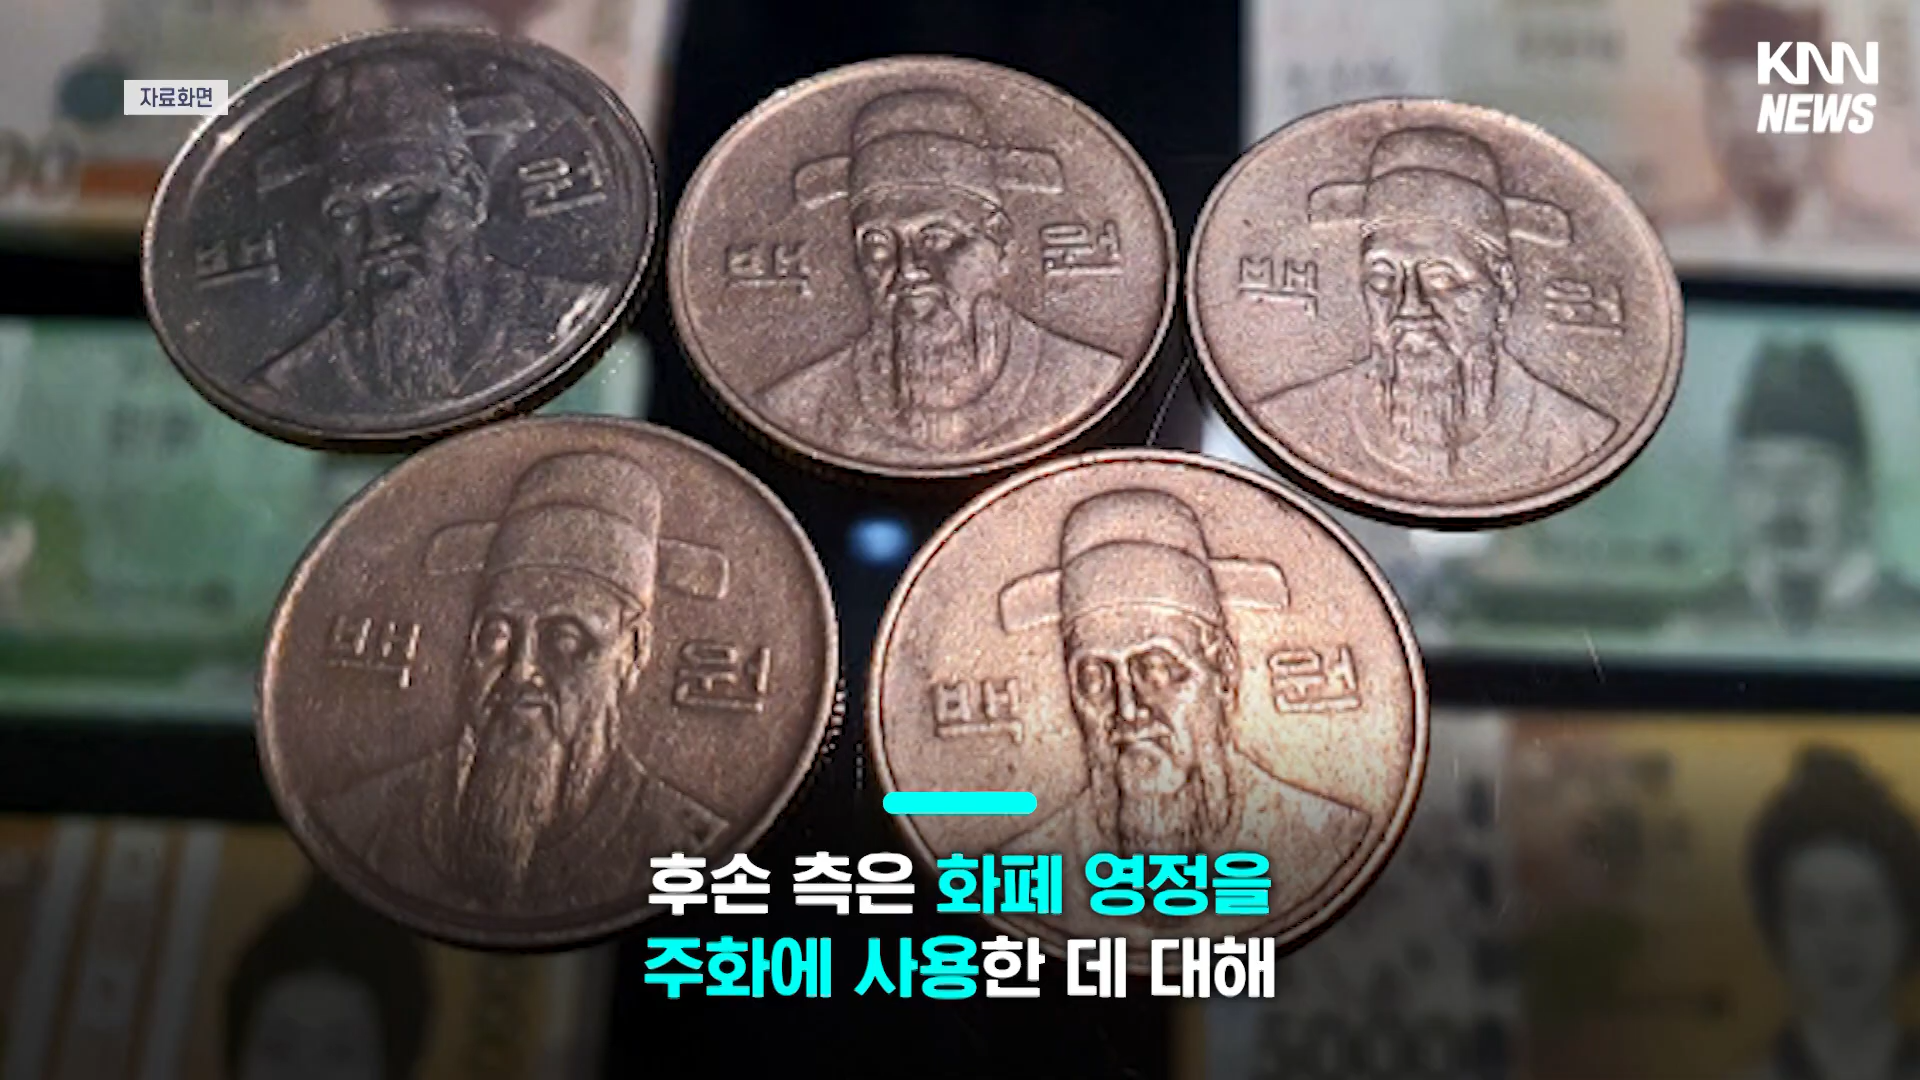 자료화면
KNN
NEWS
백 원
백 원
백 원
백 원
백 원
후손 측은 화폐 영정을
주화에 사용한 데 대해